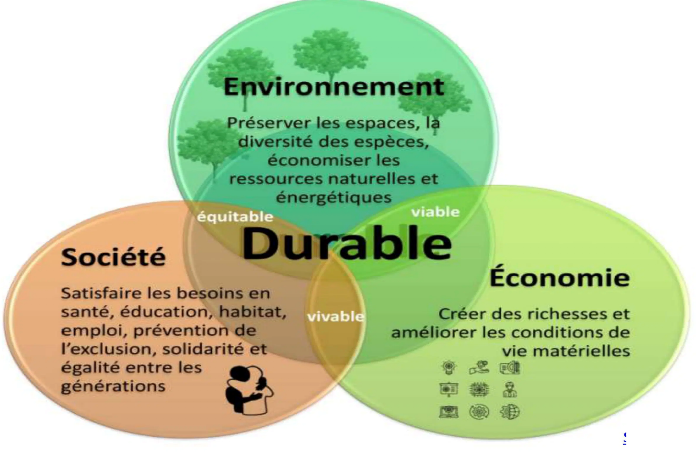 Environnement
Préserver les espaces, la
diversité des espèces,
économiser les
ressources naturelles et
énergétiques
équitable
viable
Durable
Société
Satisfaire les besoins en
santé, éducation, habitat,
emploi, prévention de
l'exclusion, solidarité et
égalité entre les
générations
vivable
Économie
Créer des richesses et
améliorer les conditions de
vie matérielles